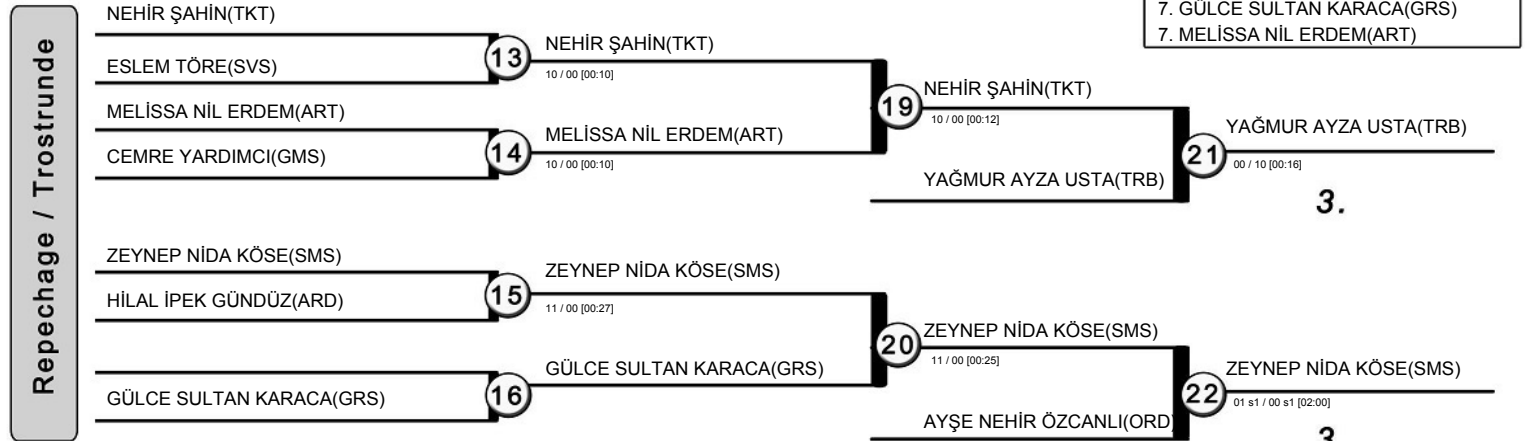 Repechage / Trostrunde
7. GÜLCE SULTAN KARACA(GRS)
7. MELİSSA NİL ERDEM(ART)
NEHİR ŞAHİN(TKT)
ESLEM TÖRE(SVS)
13
NEHİR ŞAHİN(TKT)
10 / 00 [00:10]
MELİSSA NİL ERDEM(ART)
CEMRE YARDIMCI(GMS)
14
MELİSSA NİL ERDEM(ART)
10 / 00 [00:10]
19
NEHİR ŞAHİN(TKT)
10 / 00 [00:12]
YAĞMUR AYZA USTA(TRB)
21
YAĞMUR AYZA USTA(TRB)
00 / 10 [00:16]
3.
ZEYNEP NİDA KÖSE(SMS)
HİLAL İPEK GÜNDÜZ(ARD)
15
ZEYNEP NİDA KÖSE(SMS)
11 / 00 [00:27]
GÜLCE SULTAN KARACA(GRS)
16
GÜLCE SULTAN KARACA(GRS)
20
ZEYNEP NİDA KÖSE(SMS)
11 / 00 [00:25]
AYŞE NEHİR ÖZCANLI(ORD)
22
ZEYNEP NİDA KÖSE(SMS)
01 s1 / 00 s1 [02:00]
3